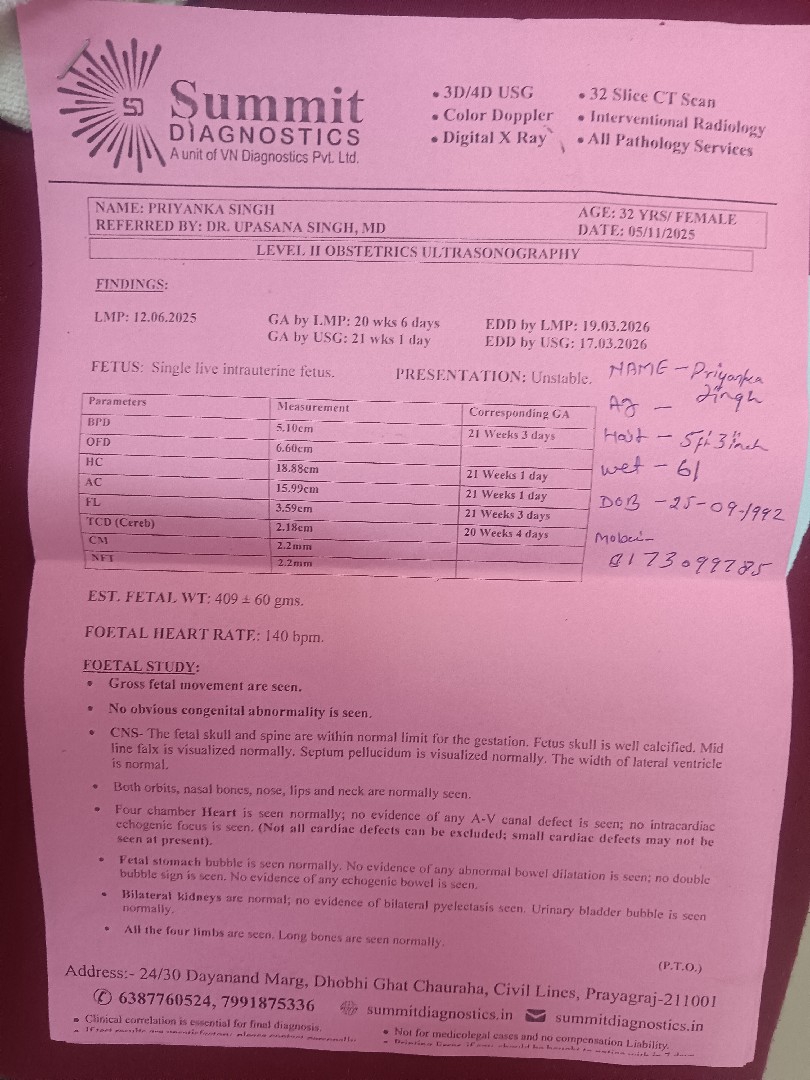 Summit
DIAGNOSTICS
A unit of VN Diagnostics Pvt. Ltd.
• 3D/4D USG
• Color Doppler
• Digital X Ray
• 32 Slice CT Scan
• Interventional Radiology
• All Pathology Services
NAME: PRIYANKA SINGH AGE: 32 YRS/ FEMALE
REFERRED BY: DR. UPASANA SINGH, MD DATE: 05/11/2025
LEVEL II OBSTETRICS ULTRASONOGRAPHY
FINDINGS:
LMP: 12.06.2025 GA by LMP: 20 wks 6 days EDD by LMP: 19.03.2026
GA by USG: 21 wks 1 day EDD by USG: 17.03.2026
FETUS: Single live intrauterine fetus. PRESENTATION: Unstable.
Parameters Measurement Corresponding GA
BPD 5.10cm 21 Weeks 3 days
OFD 6.60cm
HC 18.88cm 21 Weeks 1 day
AC 15.99cm 21 Weeks 1 day
FL 3.59cm 21 Weeks 3 days
TCD (Cereb) 2.18cm 20 Weeks 4 days
CM 2.2mm
NFT 2.2mm
NAME - Priyanka
Singh
Ag -
Hait - 5fi 3inch
wet - 61
DOB - 25-09-1992
8173099285
EST. FETAL WT: 409 ± 60 gms.
FOETAL HEART RATE: 140 bpm.
FOETAL STUDY:
• Gross fetal movement are seen.
• No obvious congenital abnormality is seen.
• CNS- The fetal skull and spine are within normal limit for the gestation. Fetus skull is well calcified. Mid
line falx is visualized normally. Septum pellucidum is visualized normally. The width of lateral ventricle
is normal.
• Both orbits, nasal bones, nose, lips and neck are normally seen.
• Four chamber Heart is seen normally; no evidence of any A-V canal defect is seen; no intracardiac
echogenic focus is seen. (Not all cardiac defects can be excluded; small cardiac defects may not be
seen at present).
• Fetal stomach bubble is seen normally. No evidence of any abnormal bowel dilatation is seen; no double
bubble sign is seen. No evidence of any echogenic bowel is seen.
• Bilateral kidneys are normal; no evidence of bilateral pyelectasis seen. Urinary bladder bubble is seen
normally.
• All the four limbs are seen. Long bones are seen normally.
(P.T.O.)
Address:- 24/30 Dayanand Marg, Dhobhi Ghat Chauraha, Civil Lines, Prayagraj-211001
6387760524, 7991875336 summitdiagnostics.in summitdiagnostics.in
• Clinical correlation is essential for final diagnosis. • Not for medicolegal cases and no compensation Liability.